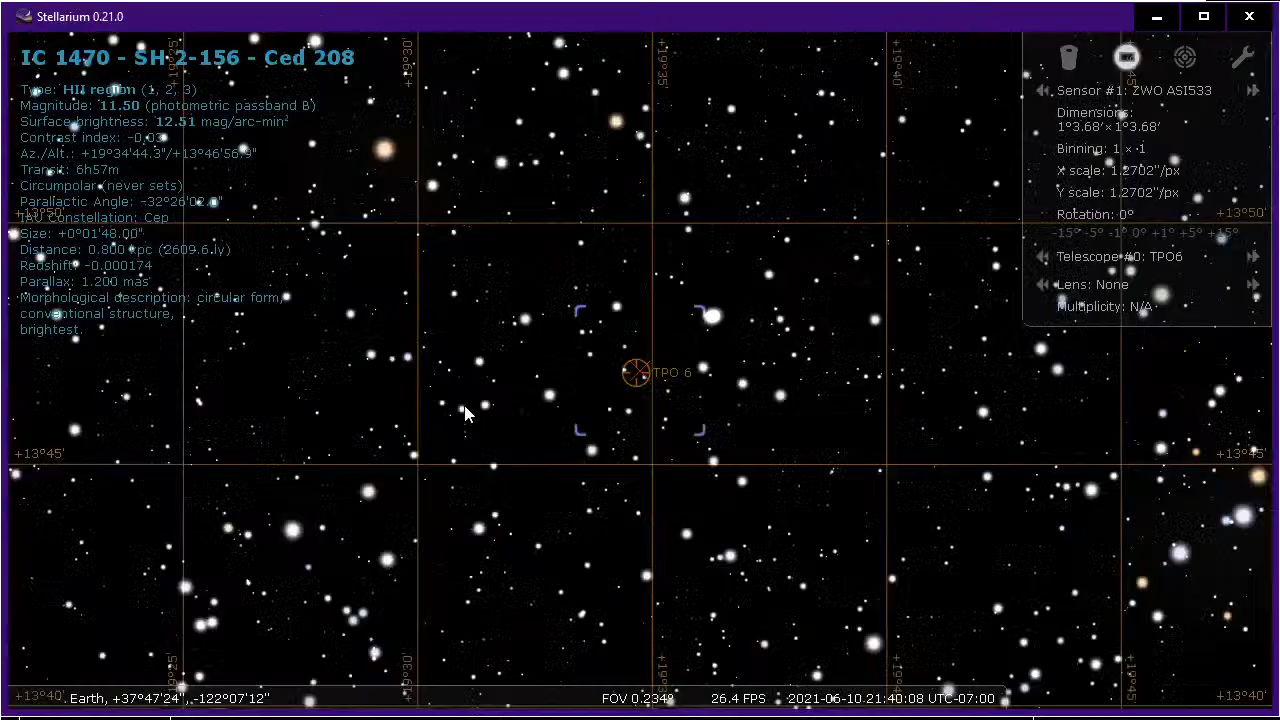 Stellarium 0.21.0
IC 1470 - SH 2-156 - Ced 208
Type: HII region (1, 2, 3)
Magnitude: 11.50 (photometric passband B)
Surface brightness: 12.51 mag/arc-min²
Contrast index: -0.03
Az./Alt.: +19°34'44.3"/+13°46'56.9"
Transit: 6h57m
Circumpolar (never sets)
Parallactic Angle: -32°26'02."
IAU Constellation: Cep
Size: +0°01'48.00"
Distance: 0.800 kpc (2609.6 ly)
Redshift: -0.000174
Parallax: 1.200 mas
Morphological description: circular form,
conventional structure,
brightest.
Sensor #1: ZWO ASI533
Dimensions:
1°3.68' × 1°3.68'
Binning: 1 × 1
X scale: 1.2702"/px
Y scale: 1.2702"/px
Rotation: 0°
-15° -5° -1° 0° +1° +5° +15°
Telescope #0: TPO6
Lens: None
Multiplicity: N/A
+19°25'
+19°30'
+19°35'
+19°40'
+13°50'
+13°50'
TPO 6
+13°45'
+13°45'
+19°25'
+19°30'
+19°35'
+19°45'
+13°40'
+13°40'
Earth, +37°47'24", -122°07'12"
FOV 0.234°
26.4 FPS
2021-06-10 21:40:08 UTC-07:00